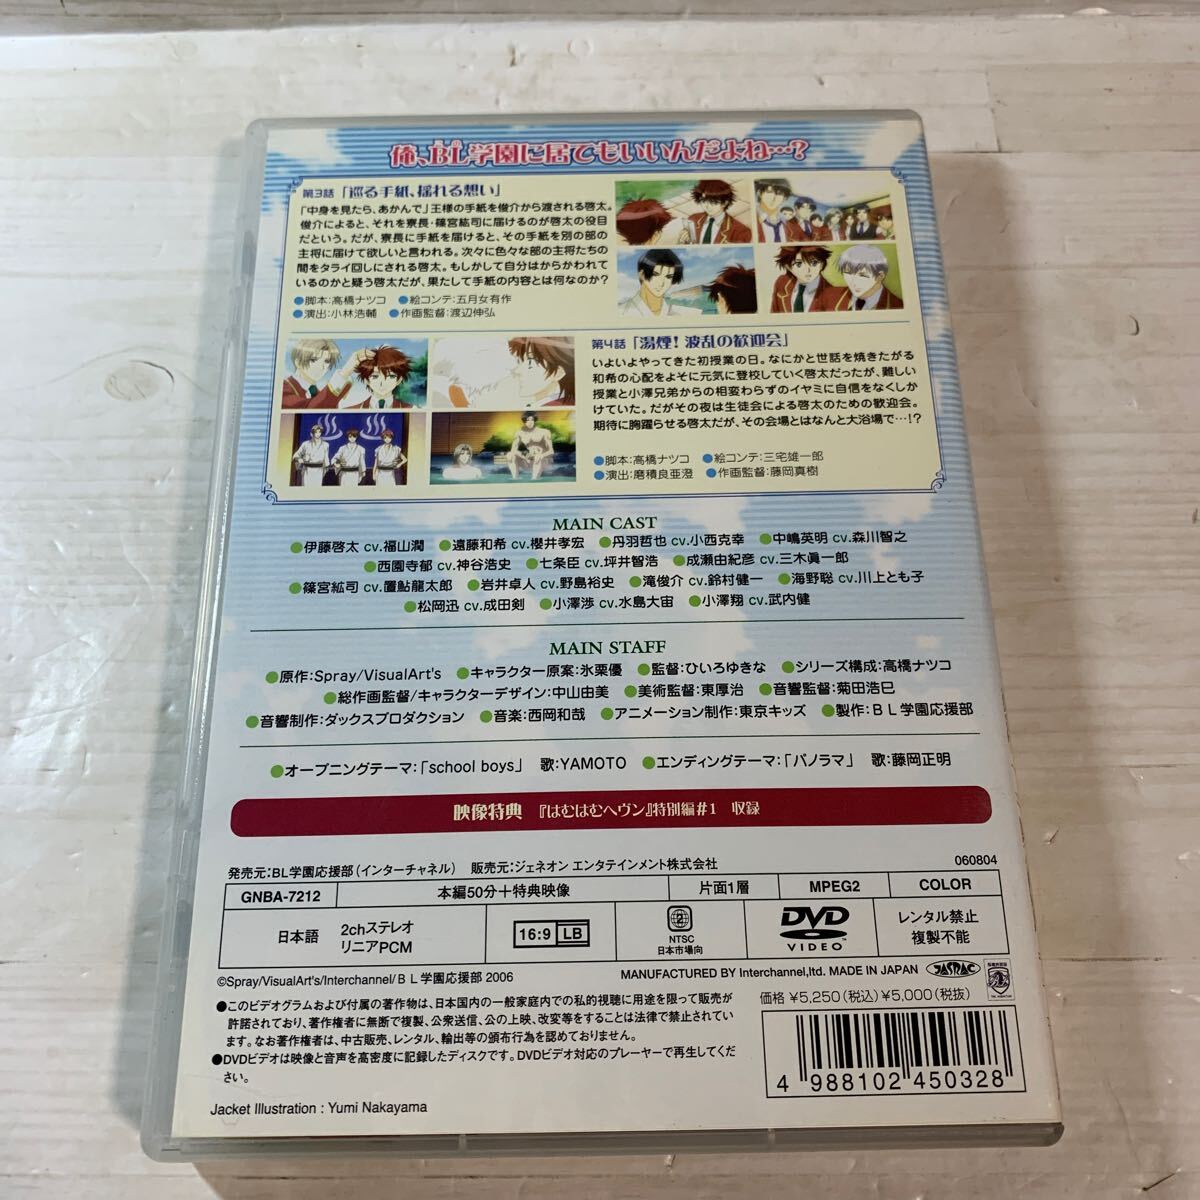 俺、BL学園に居てもいいんだよね…?
第3話「巡る手紙、揺れる想い」
「中身を見たら、あかんで」王様の手紙を俊介から渡される啓太。
俊介によると、それを寮長・篠宮紘司に届けるのが啓太の役目
だという。だが、寮長に手紙を届けると、その手紙を別の部の
主将に届けて欲しいと言われる。次々に色々な部の主将たちの
間をタライ回しにされる啓太。もしかして自分はからかわれて
いるのかと疑う啓太だが、果たして手紙の内容とは何なのか?
●脚本:高橋ナツコ ●絵コンテ:五月女有作
●演出:小林浩輔 ●作画監督:渡辺伸弘
第4話「湯煙!波乱の歓迎会」
いよいよやってきた初授業の日。なにかと世話を焼きたがる
和希の心配をよそに元気に登校していく啓太だったが、難しい
授業と小澤兄弟からの相変わらずのイヤミに自信をなくしか
けていた。だがその夜は生徒会による啓太のための歓迎会。
期待に胸躍らせる啓太だが、その会場とはなんと大浴場で…!?
●脚本:高橋ナツコ ●絵コンテ:三宅雄一郎
●演出:磨積良亜澄 ●作画監督:藤岡真樹
MAIN CAST
●伊藤啓太 cv.福山潤 ●遠藤和希 cv.櫻井孝宏 ●丹羽哲也 cv.小西克幸 ●中嶋英明 cv.森川智之
●西園寺郁 cv.神谷浩史 ●七条臣 cv.坪井智浩 ●成瀬由紀彦 cv.三木眞一郎
●篠宮紘司 cv.置鮎龍太郎 ●岩井卓人 cv.野島裕史 ●滝俊介 cv.鈴村健一 ●海野聡 cv.川上とも子
●松岡迅 cv.成田剣 ●小澤渉 cv.水島大宙 ●小澤翔 cv.武内健
MAIN STAFF
●原作:Spray/VisualArt's ●キャラクター原案:氷栗優 ●監督:ひいろゆきな ●シリーズ構成:高橋ナツコ
●総作画監督/キャラクターデザイン:中山由美 ●美術監督:東厚治 ●音響監督:菊田浩巳
●音響制作:ダックスプロダクション ●音楽:西岡和哉 ●アニメーション制作:東京キッズ ●製作:BL学園応援部
●オープニングテーマ:「school boys」 歌:YAMOTO ●エンディングテーマ:「パノラマ」 歌:藤岡正明
映像特典 『はむはむヘヴン』特別編#1 収録
発売元:BL学園応援部(インターチャネル) 販売元:ジェネオン エンタテインメント株式会社 060804
GNBA-7212 本編50分+特典映像 片面1層 MPEG2 COLOR
日本語 2chステレオ リニアPCM 16:9 LB 2 NTSC 日本市場向 DVD VIDEO レンタル禁止 複製不能
©Spray/VisualArt's/Interchannel/BL学園応援部 2006 MANUFACTURED BY Interchannel,ltd. MADE IN JAPAN JASRAC
●このビデオグラムおよび付属の著作物は、日本国内の一般家庭内での私的視聴に用途を限って販売が
許諾されており、著作権者に無断で複製、公衆送信、公の上映、改変等をすることは法律で禁止されていま
す。なお著作権者は、中古販売、レンタル、輸出等の頒布行為を認めておりません。
●DVDビデオは映像と音声を高密度に記録したディスクです。DVDビデオ対応のプレーヤーで再生してくだ
さい。
価格 ¥5,250(税込)¥5,000(税抜)
4 988102 450328
Jacket Illustration : Yumi Nakayama